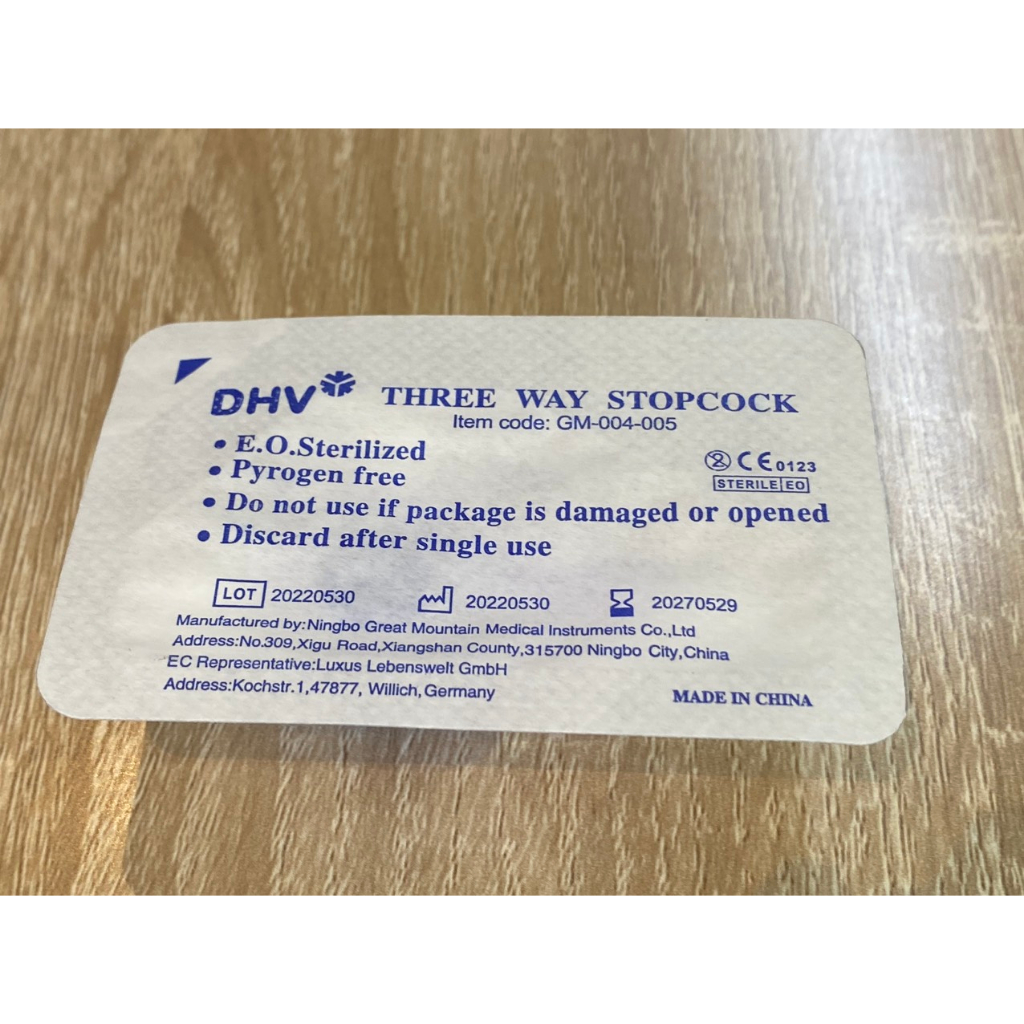 DHV THREE WAY STOPCOCK
Item code: GM-004-005
• E.O.Sterilized
• Pyrogen free
CE 0123
STERILE EO
• Do not use if package is damaged or opened
• Discard after single use
LOT 20220530 20220530 20270529
Manufactured by:Ningbo Great Mountain Medical Instruments Co.,Ltd
Address:No.309,Xigu Road,Xiangshan County,315700 Ningbo City,China
EC Representative:Luxus Lebenswelt GmbH
Address:Kochstr.1,47877, Willich,Germany
MADE IN CHINA